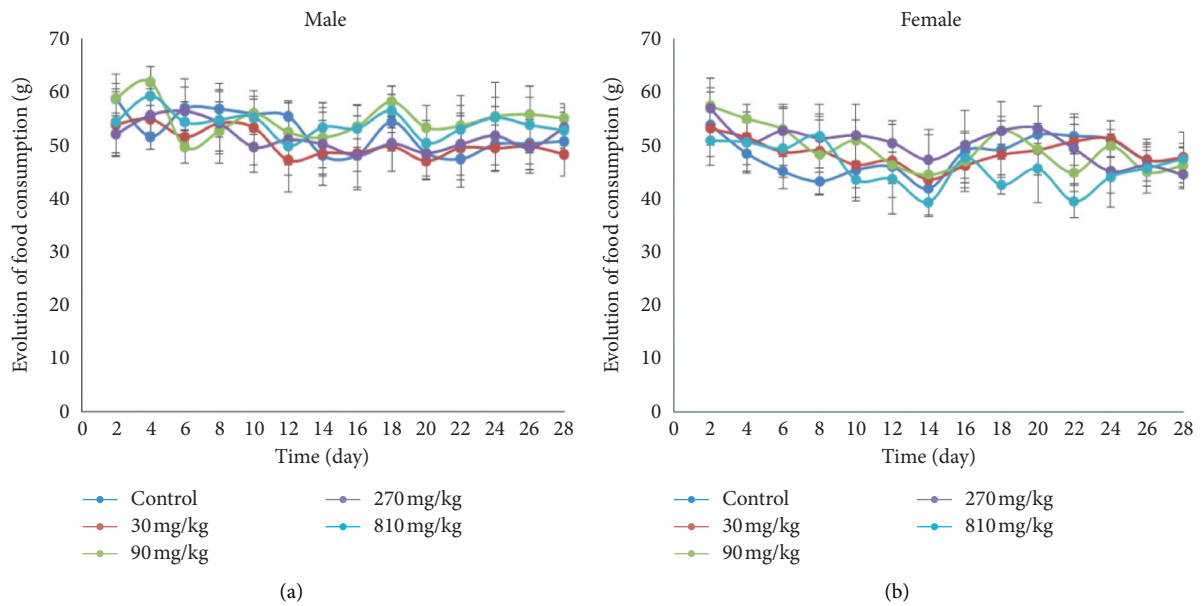 Male
Evolution of food consumption (g)
70
60
50
40
30
20
10
0
0 2 4 6 8 10 12 14 16 18 20 22 24 26 28
Time (day)
Control
30 mg/kg
90 mg/kg
270 mg/kg
810 mg/kg
(a)
Female
Evolution of food consumption (g)
70
60
50
40
30
20
10
0
0 2 4 6 8 10 12 14 16 18 20 22 24 26 28
Time (day)
Control
30 mg/kg
90 mg/kg
270 mg/kg
810 mg/kg
(b)